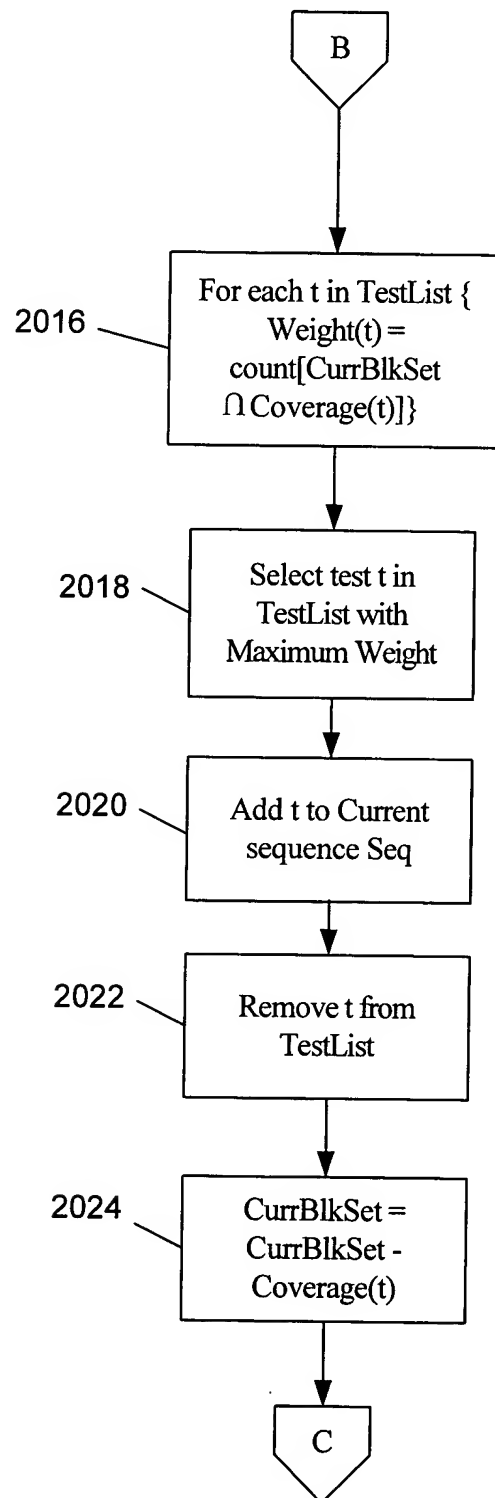 B
2016
For each t in TestList {
Weight(t) =
count[CurrBlkSet
∩ Coverage(t)]}
2018
Select test t in
TestList with
Maximum Weight
2020
Add t to Current
sequence Seq
2022
Remove t from
TestList
2024
CurrBlkSet =
CurrBlkSet -
Coverage(t)
C